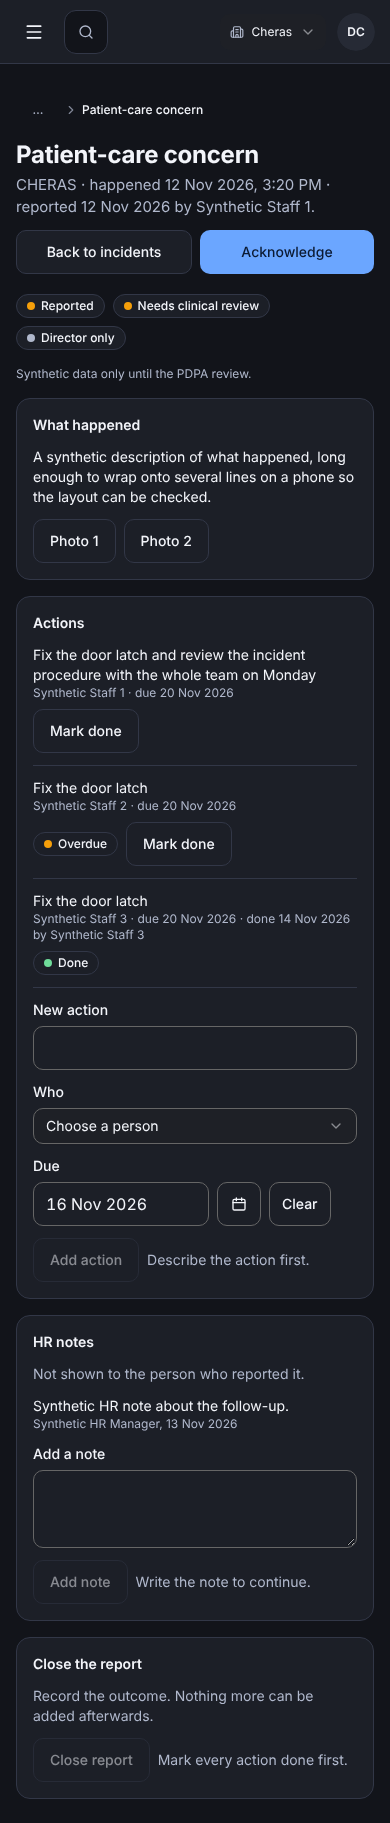 Cheras
DC
...
Patient-care concern
Patient-care concern
CHERAS · happened 12 Nov 2026, 3:20 PM ·
reported 12 Nov 2026 by Synthetic Staff 1.
Back to incidents
Acknowledge
Reported
Needs clinical review
Director only
Synthetic data only until the PDPA review.
What happened
A synthetic description of what happened, long
enough to wrap onto several lines on a phone so
the layout can be checked.
Photo 1
Photo 2
Actions
Fix the door latch and review the incident
procedure with the whole team on Monday
Synthetic Staff 1 · due 20 Nov 2026
Mark done
Fix the door latch
Synthetic Staff 2 · due 20 Nov 2026
Overdue
Mark done
Fix the door latch
Synthetic Staff 3 · due 20 Nov 2026 · done 14 Nov 2026
by Synthetic Staff 3
Done
New action
Who
Choose a person
Due
16 Nov 2026
Clear
Add action
Describe the action first.
HR notes
Not shown to the person who reported it.
Synthetic HR note about the follow-up.
Synthetic HR Manager, 13 Nov 2026
Add a note
Add note
Write the note to continue.
Close the report
Record the outcome. Nothing more can be
added afterwards.
Close report
Mark every action done first.